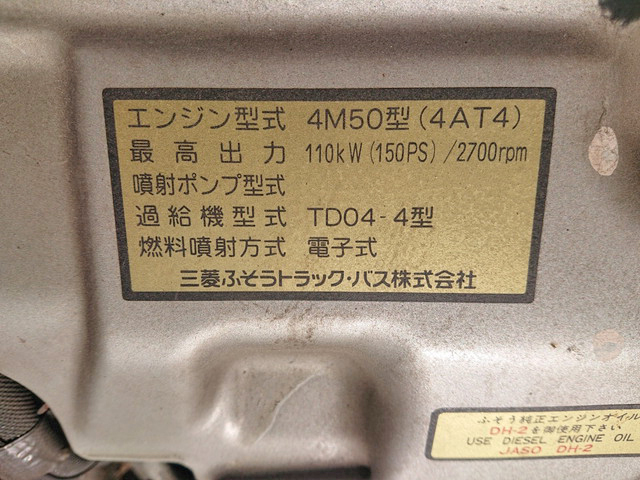 エンジン型式 4M50型(4AT4)
最高出力 110kW(150PS)/2700rpm
噴射ポンプ型式
過給機型式 TD04-4型
燃料噴射方式 電子式
三菱ふそうトラック・バス株式会社
ふそう純正エンジンオイル
DH-2を御使用下さい
USE DIESEL ENGINE OIL
JASO DH-2